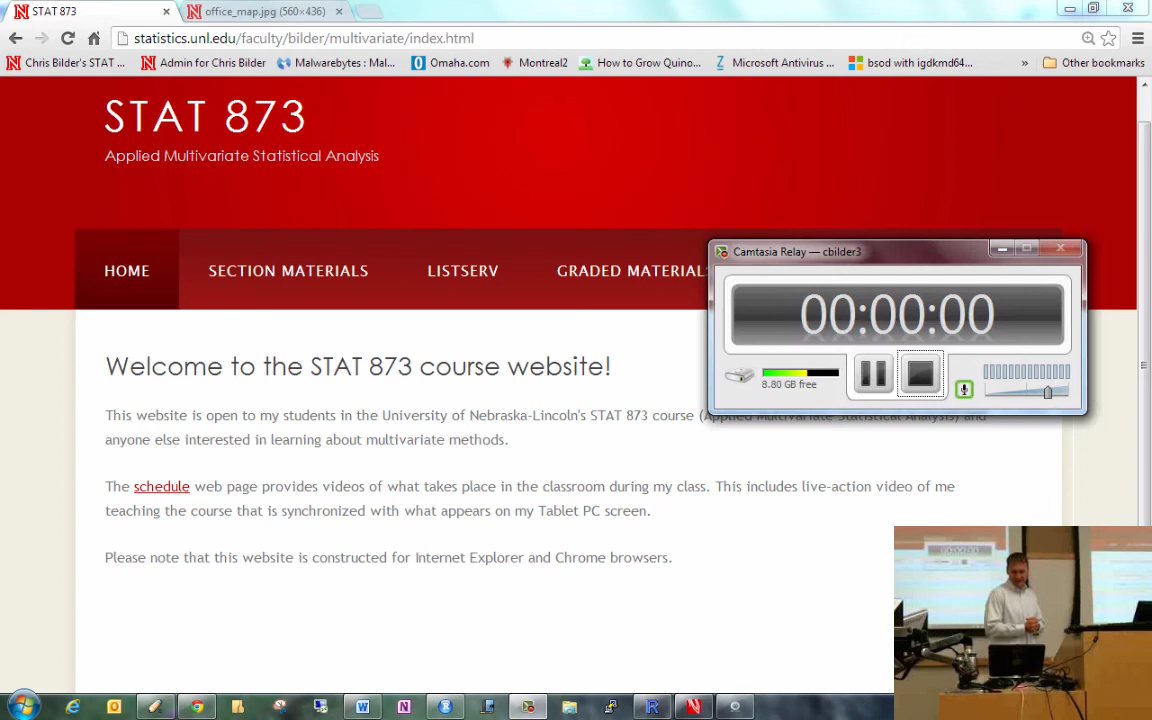 STAT 873
office_map.jpg (560×436)
statistics.unl.edu/faculty/bilder/multivariate/index.html
Chris Bilder's STAT ...
Admin for Chris Bilder
Malwarebytes : Mal...
Omaha.com
Montreal2
How to Grow Quino...
Microsoft Antivirus ...
bsod with igdkmd64...
»
Other bookmarks
STAT 873
Applied Multivariate Statistical Analysis
HOME
SECTION MATERIALS
LISTSERV
GRADED MATERIALS
Camtasia Relay — cbilder3
00:00:00
8.80 GB free
Welcome to the STAT 873 course website!
This website is open to my students in the University of Nebraska-Lincoln's STAT 873 course (Applied Multivariate Statistical Analysis) and
anyone else interested in learning about multivariate methods.
The schedule web page provides videos of what takes place in the classroom during my class. This includes live-action video of me
teaching the course that is synchronized with what appears on my Tablet PC screen.
Please note that this website is constructed for Internet Explorer and Chrome browsers.